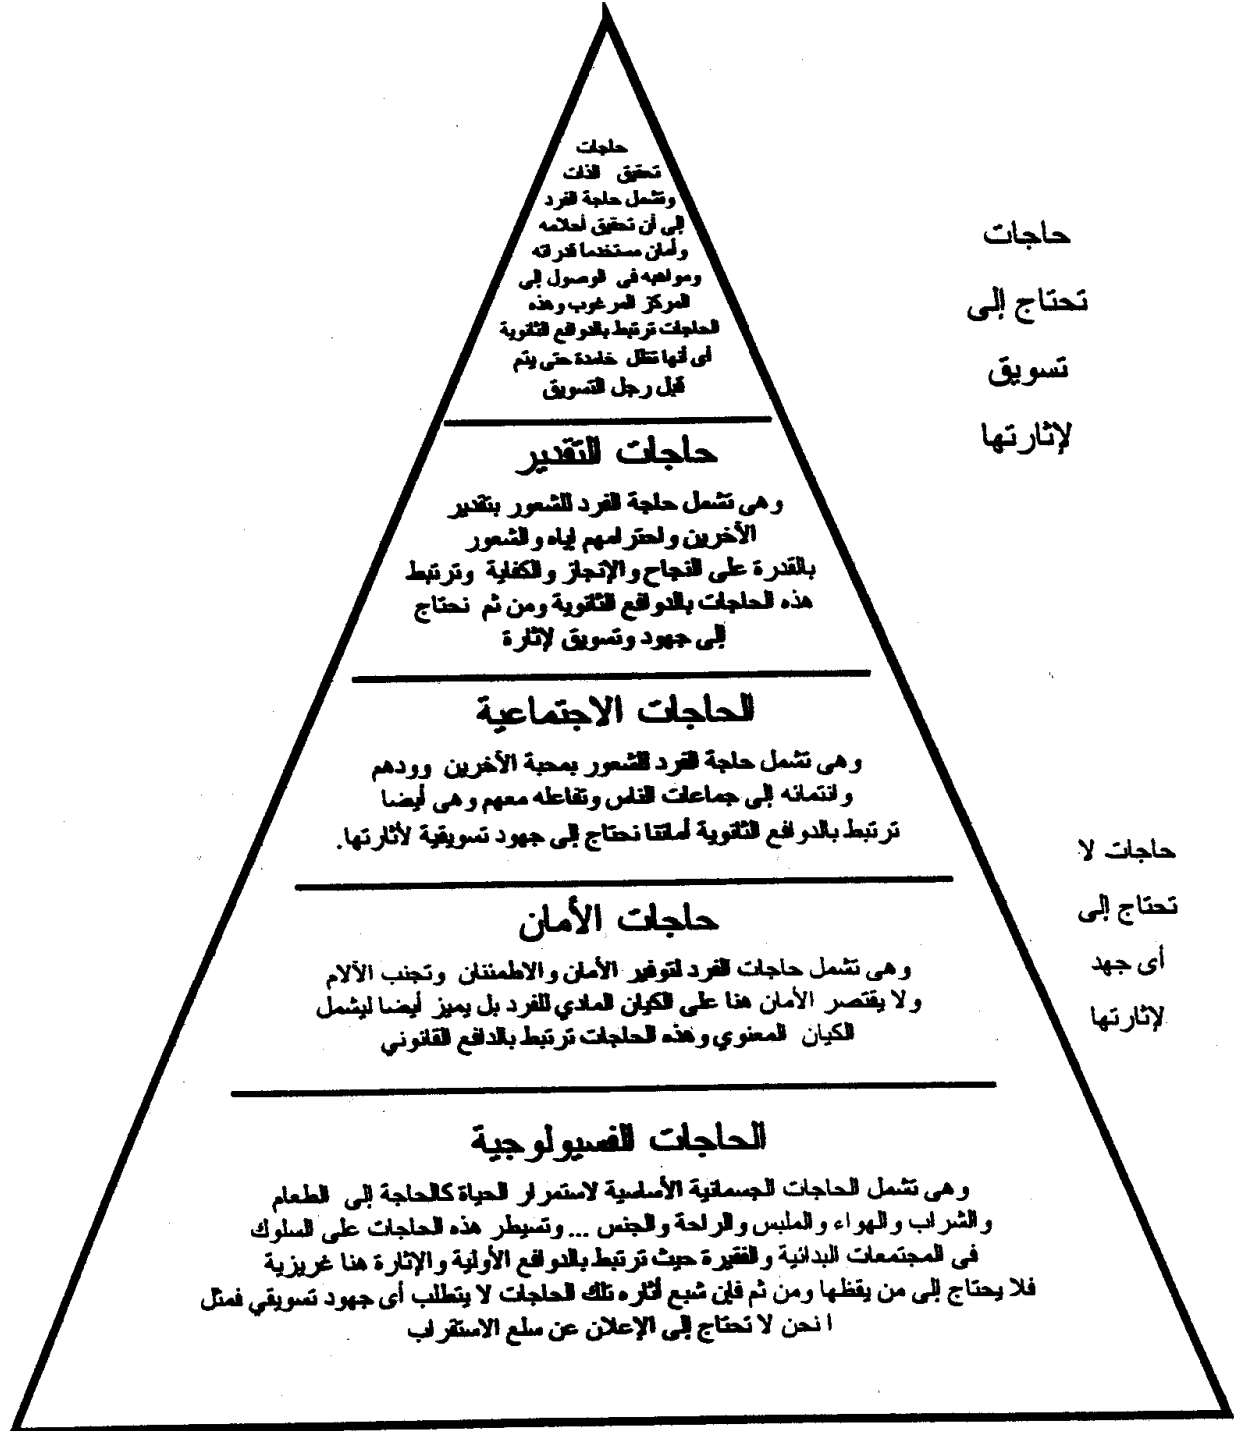 حاجات
تحقيق الذات
وتشمل حاجة الفرد
إلى أن تحقيق أحلامه
وأمان مستخدما قدراته
ومواهبه فى الوصول إلى
المركز المرغوب وهذه
الحاجات ترتبط بالدوافع الثانوية
أى أنها تظل خامدة حتى يتم
قبل رجل التسويق
حاجات
تحتاج إلى
تسويق
لإثارتها
حاجات التقدير
وهى تشمل حاجة الفرد للشعور بتقدير
الآخرين واحترامهم إياه والشعور
بالقدرة على النجاح والإنجاز والكفاية وترتبط
هذه الحاجات بالدوافع الثانوية ومن ثم نحتاج
إلى جهود وتسويق لإثارة
الحاجات الاجتماعية
وهى تشمل حاجة الفرد للشعور بمحبة الآخرين وودهم
وانتمائه إلى جماعات الناس وتفاعله معهم وهى أيضا
ترتبط بالدوافع الثانوية أماتقا نحتاج إلى جهود تسويقية لأثارتها.
حاجات الأمان
وهى تشمل حاجات الفرد لتوفير الأمان والاطمئنان وتجنب الآلام
ولا يقتصر الأمان هنا على الكيان المادي للفرد بل يميز أيضا ليشمل
الكيان المعنوي وهذه الحاجات ترتبط بالدافع القانوني
حاجات لا
تحتاج إلى
أى جهد
لإثارتها
الحاجات الفسيولوجية
وهى تشمل الحاجات الجسمانية الأساسية لاستمرار الحياة كالحاجة إلى الطعام
والشراب والهواء والملبس والراحة والجنس ... وتسيطر هذه الحاجات على السلوك
فى المجتمعات البدائية والفقيرة حيث ترتبط بالدوافع الأولية والإثارة هنا غريزية
فلا يحتاج إلى من يقظها ومن ثم فإن شبع أثاره تلك الحاجات لا يتطلب أى جهود تسويقي فمثل
ا نحن لا تحتاج إلى الإعلان عن سلع الاستقراب